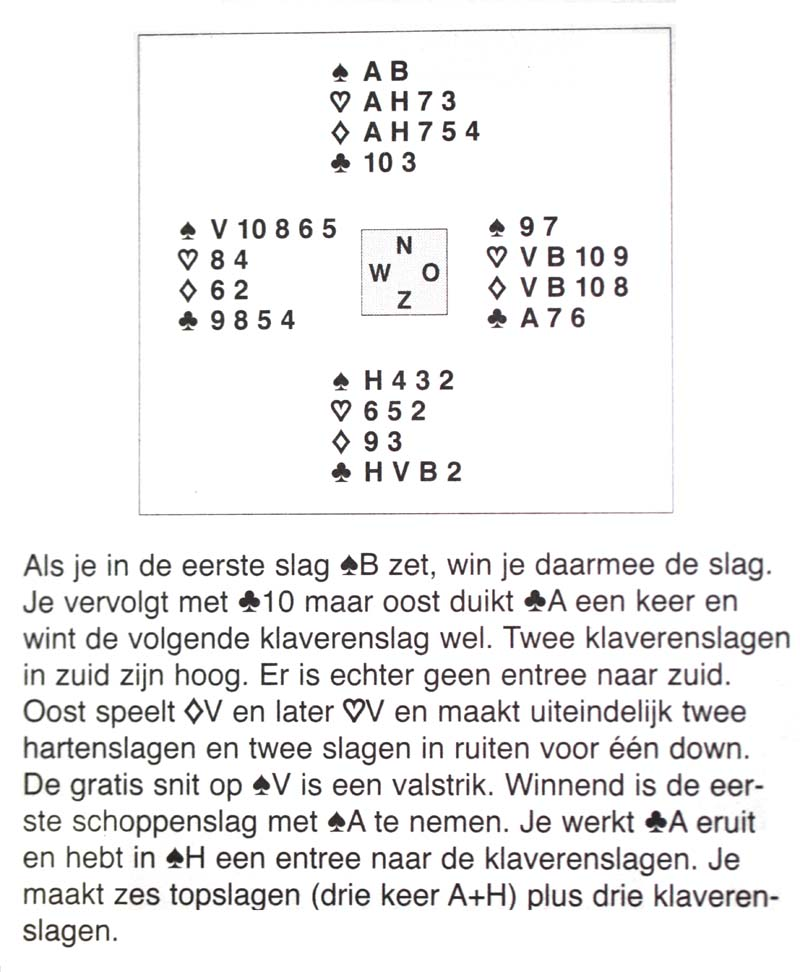 ♠ A B
♡ A H 7 3
♢ A H 7 5 4
♣ 10 3
♠ V 10 8 6 5
♡ 8 4
♢ 6 2
♣ 9 8 5 4
N
W O
Z
♠ 9 7
♡ V B 10 9
♢ V B 10 8
♣ A 7 6
♠ H 4 3 2
♡ 6 5 2
♢ 9 3
♣ H V B 2
Als je in de eerste slag ♠B zet, win je daarmee de slag.
Je vervolgt met ♣10 maar oost duikt ♣A een keer en
wint de volgende klaverenslag wel. Twee klaverenslagen
in zuid zijn hoog. Er is echter geen entree naar zuid.
Oost speelt ♢V en later ♡V en maakt uiteindelijk twee
hartenslagen en twee slagen in ruiten voor één down.
De gratis snit op ♠V is een valstrik. Winnend is de eer-
ste schoppenslag met ♠A te nemen. Je werkt ♣A eruit
en hebt in ♠H een entree naar de klaverenslagen. Je
maakt zes topslagen (drie keer A+H) plus drie klaveren-
slagen.